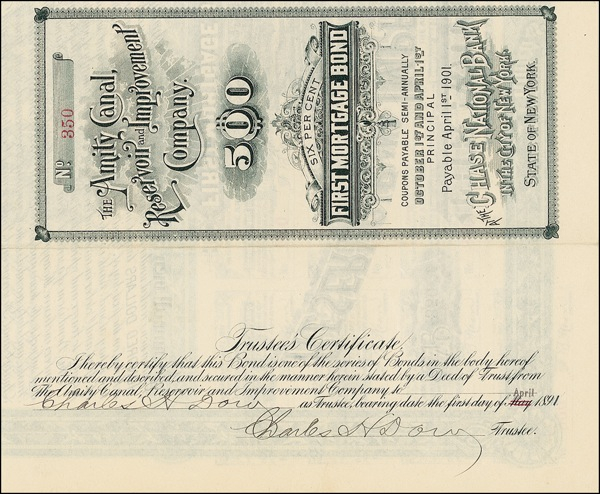 No 350
THE Amity Canal,
Reservoir and Improvement
Company.
500
SIX PER CENT
FIRST MORTGAGE BOND
COUPONS PAYABLE SEMI-ANNUALLY
OCTOBER 1ST AND APRIL 1ST
PRINCIPAL
Payable April 1ST 1901.
AT THE CHASE NATIONAL BANK
IN THE CITY OF NEW YORK,
STATE OF NEW YORK.
Trustee's Certificate
I hereby certify that this Bond is one of the series of Bonds in the body hereof
mentioned and described, and secured in the manner herein stated by a Deed of Trust from
The Amity Canal, Reservoir and Improvement Company to
April
Charles H Dow as Trustee, bearing date the first day of May 1891
Charles H Dow Trustee.